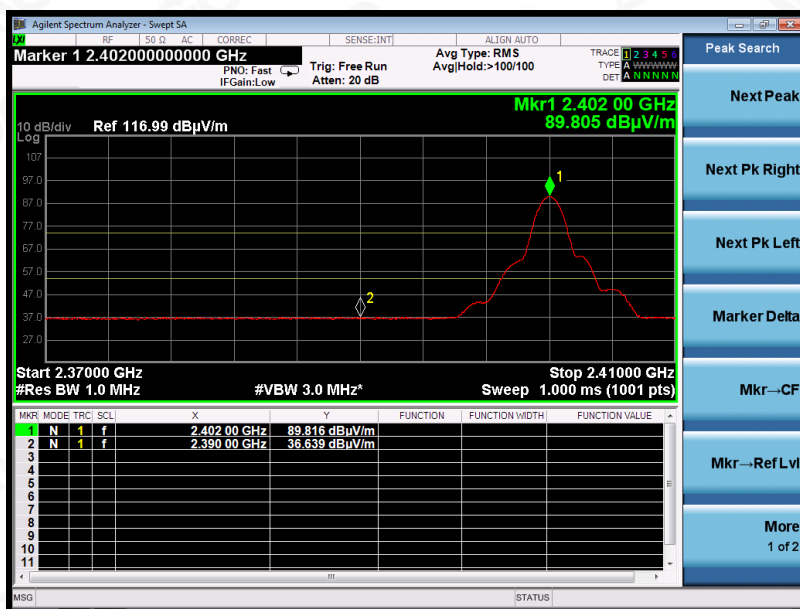 Agilent Spectrum Analyzer - Swept SA
LXI RF 50 Ω AC CORREC SENSE:INT ALIGN AUTO
Marker 1 2.402000000000 GHz
PNO: Fast
IFGain:Low
Trig: Free Run
Atten: 20 dB
Avg Type: RMS
Avg|Hold:>100/100
TRACE 1 2 3 4 5 6
TYPE A WWWWW
DET A N N N N N
Mkr1 2.402 00 GHz
89.805 dBµV/m
10 dB/div Ref 116.99 dBµV/m
Log
107
97.0
87.0
77.0
67.0
57.0
47.0
37.0
27.0
1
2
Start 2.37000 GHz Stop 2.41000 GHz
#Res BW 1.0 MHz #VBW 3.0 MHz* Sweep 1.000 ms (1001 pts)
MKR MODE TRC SCL X Y FUNCTION FUNCTION WIDTH FUNCTION VALUE
1 N 1 f 2.402 00 GHz 89.816 dBµV/m
2 N 1 f 2.390 00 GHz 36.639 dBµV/m
3
4
5
6
7
8
9
10
11
MSG STATUS
Peak Search
Next Peak
Next Pk Right
Next Pk Left
Marker Delta
Mkr→CF
Mkr→Ref Lvl
More
1 of 2